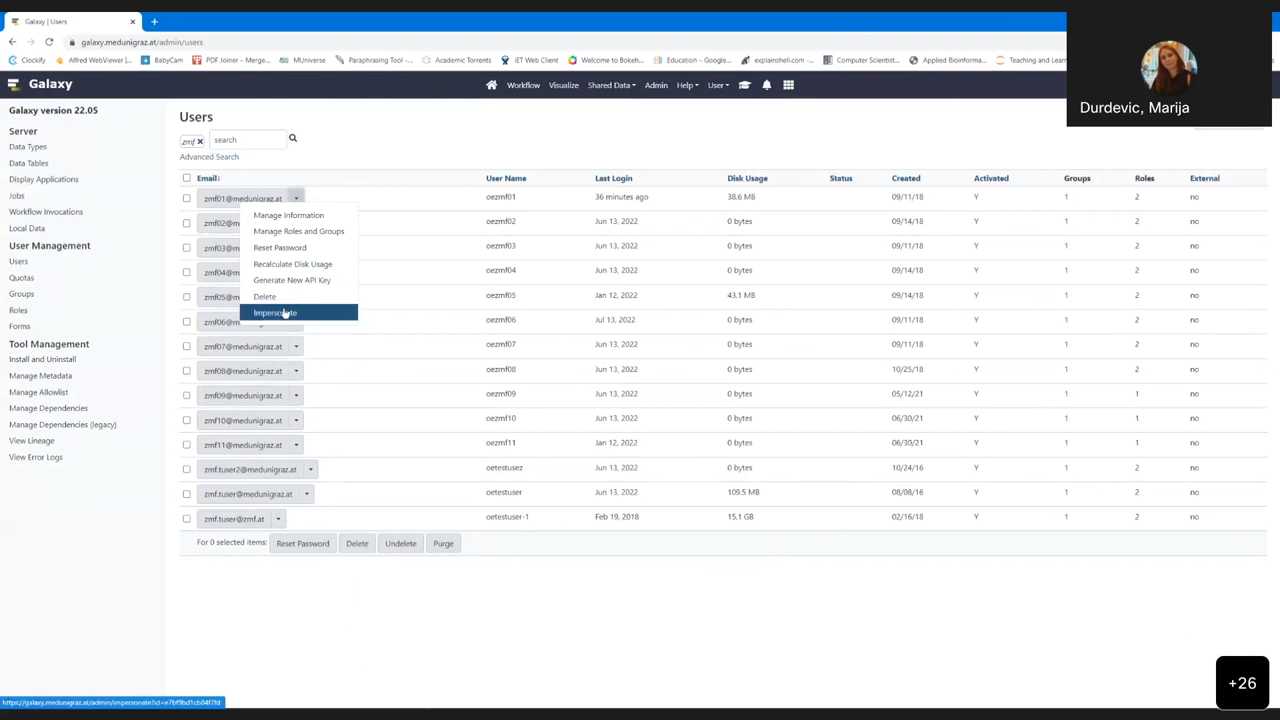 Galaxy | Users
galaxy.medunigraz.at/admin/users
Clockify Alfred WebViewer | BabyCam PDF Joiner – Merge... MUniverse Paraphrasing Tool -... Academic Torrents iET Web Client Welcome to Bokeh... Education – Google... explainshell.com -... Computer Scientist... Applied Bioinforma... Teaching and Learn
Durdevic, Marija
Galaxy
Workflow Visualize Shared Data Admin Help User
Galaxy version 22.05
Server
Data Types
Data Tables
Display Applications
Jobs
Workflow Invocations
Local Data
User Management
Users
Quotas
Groups
Roles
Forms
Tool Management
Install and Uninstall
Manage Metadata
Manage Allowlist
Manage Dependencies
Manage Dependencies (legacy)
View Lineage
View Error Logs
Users
zmf x search
Advanced Search
Email↓ User Name Last Login Disk Usage Status Created Activated Groups Roles External
zmf01@medunigraz.at oezmf01 36 minutes ago 38.6 MB 09/11/18 Y 1 2 no
zmf02@m oezmf02 Jun 13, 2022 0 bytes 09/14/18 Y 1 2 no
zmf03@m oezmf03 Jun 13, 2022 0 bytes 09/11/18 Y 1 2 no
zmf04@m oezmf04 Jun 13, 2022 0 bytes 09/14/18 Y 1 2 no
zmf05@m oezmf05 Jan 12, 2022 43.1 MB 09/14/18 Y 1 2 no
zmf06@m oezmf06 Jul 13, 2022 0 bytes 09/11/18 Y 1 2 no
zmf07@medunigraz.at oezmf07 Jun 13, 2022 0 bytes 09/11/18 Y 1 2 no
zmf08@medunigraz.at oezmf08 Jun 13, 2022 0 bytes 10/25/18 Y 1 2 no
zmf09@medunigraz.at oezmf09 Jun 13, 2022 0 bytes 05/12/21 Y 1 1 no
zmf10@medunigraz.at oezmf10 Jun 13, 2022 0 bytes 06/30/21 Y 1 1 no
zmf11@medunigraz.at oezmf11 Jan 12, 2022 0 bytes 06/30/21 Y 1 1 no
zmf.tuser2@medunigraz.at oetestusez Jun 13, 2022 0 bytes 10/24/16 Y 1 2 no
zmf.tuser@medunigraz.at oetestuser Jun 13, 2022 109.5 MB 08/08/16 Y 1 2 no
zmf.tuser@zmf.at oetestuser-1 Feb 19, 2018 15.1 GB 02/16/18 Y 1 2 no
Manage Information
Manage Roles and Groups
Reset Password
Recalculate Disk Usage
Generate New API Key
Delete
Impersonate
For 0 selected items: Reset Password Delete Undelete Purge
+26